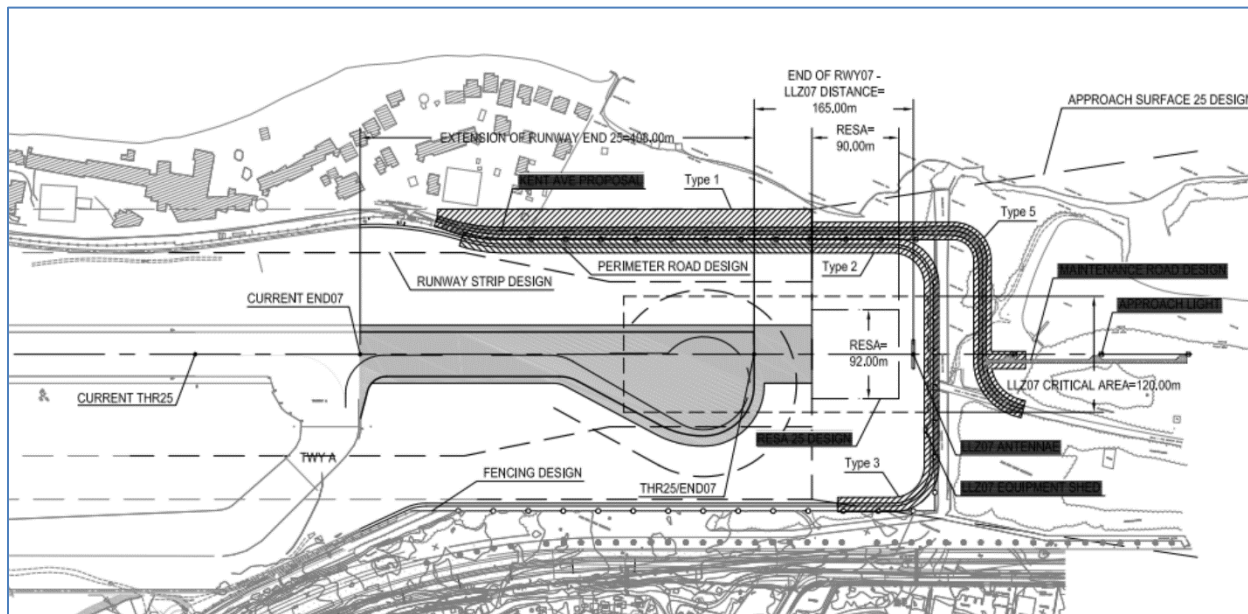 END OF RWY07 -
LLZ07 DISTANCE=
165,00m
APPROACH SURFACE 25 DESIGN
RESA=
90,00m
EXTENSION OF RUNWAY END 25=408,00m
KENT AVE PROPOSAL
Type 1
Type 5
PERIMETER ROAD DESIGN
Type 2
MAINTENANCE ROAD DESIGN
RUNWAY STRIP DESIGN
CURRENT END07
APPROACH LIGHT
RESA=
92,00m
LLZ07 CRITICAL AREA=120,00m
CURRENT THR25
RESA 25 DESIGN
LLZ07 ANTENNAE
TWY A
Type 3
FENCING DESIGN
THR25/END07
LLZ07 EQUIPMENT SHED